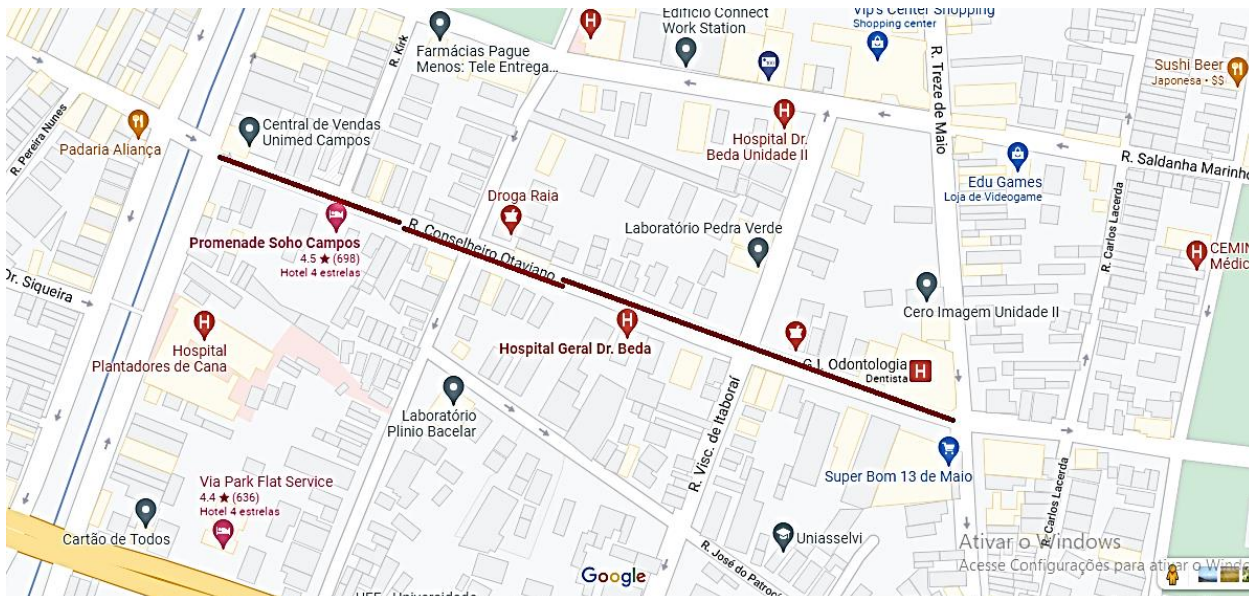 Edifício Connect
Work Station
Vip's Center Shopping
Shopping center
R. Kirk
Farmácias Pague
Menos: Tele Entrega...
R. Treze de Maio
Sushi Beer
Japonesa • $$
R. Pereira Nunes
Padaria Aliança
Central de Vendas
Unimed Campos
Hospital Dr.
Beda Unidade II
R. Saldanha Marinho
Edu Games
Loja de Videogame
Droga Raia
R. Conselheiro Otaviano
Laboratório Pedra Verde
R. Carlos Lacerda
Promenade Soho Campos
4.5 ★ (698)
Hotel 4 estrelas
Dr. Siqueira
Médic
Cero Imagem Unidade II
Hospital
Plantadores de Cana
Hospital Geral Dr. Beda
Odontologia
Dentista
Laboratório
Plinio Bacelar
R. Visc. de Itaboraí
Super Bom 13 de Maio
Via Park Flat Service
4.4 ★ (636)
Hotel 4 estrelas
Cartão de Todos
R. Carlos Lacerda
Uniasselvi
R. José do Patrocí
Ativar o Windows
Acesse Configurações para ativar o Windo
Google